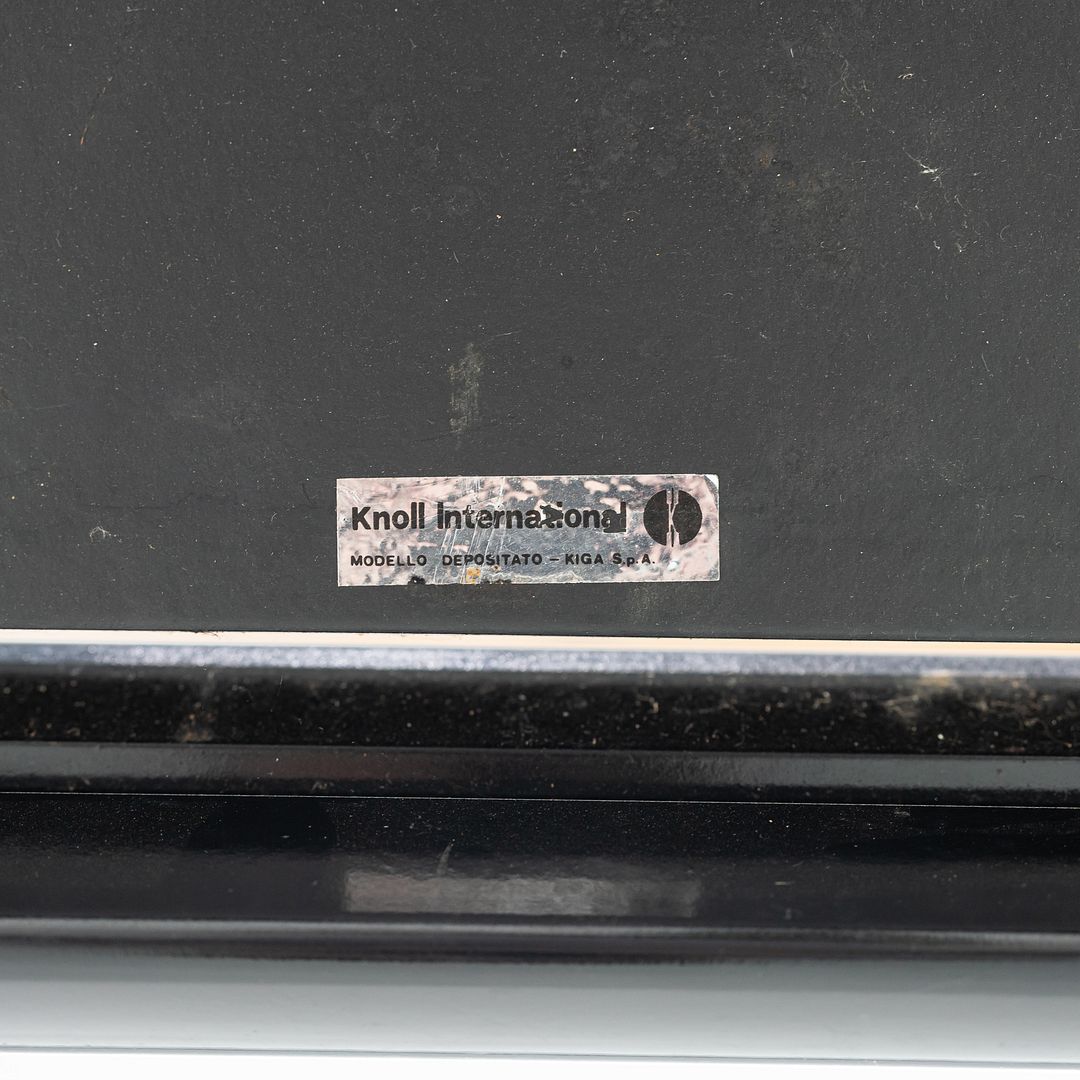 Knoll International K
MODELLO DEPOSITATO – KIGA S.p.A.